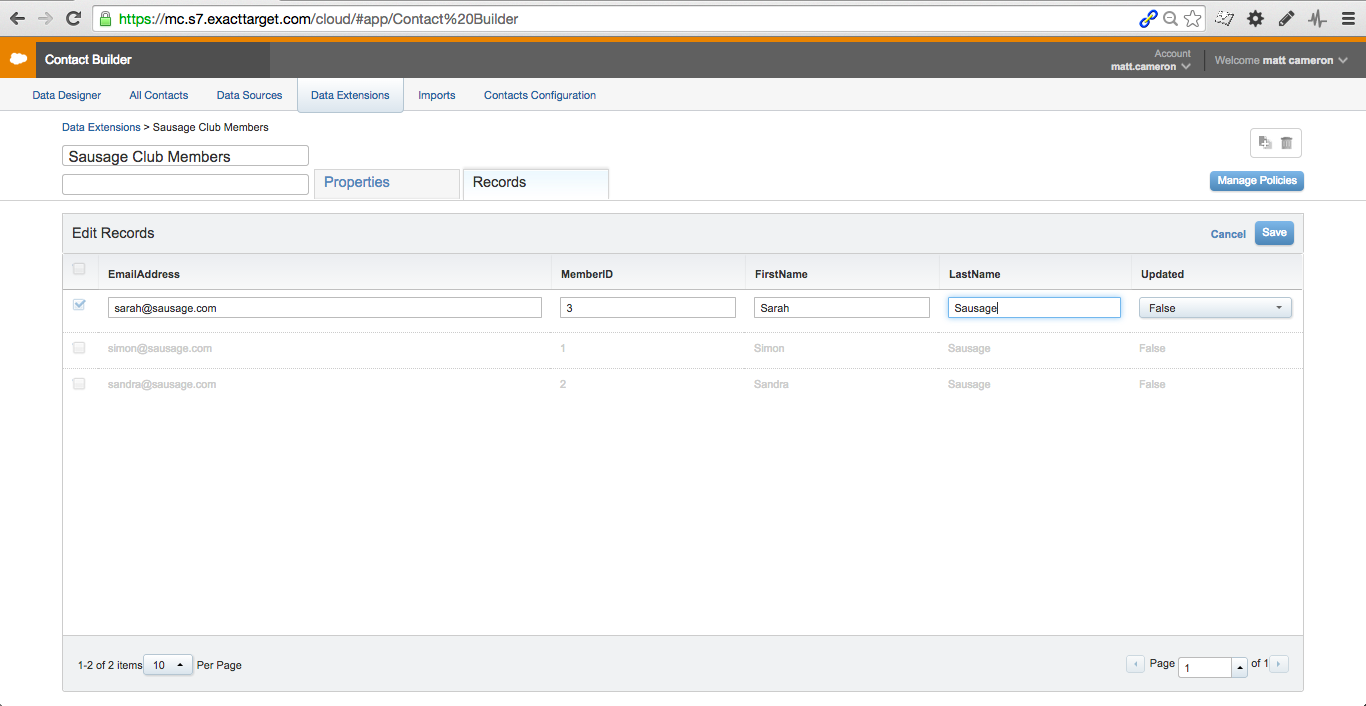 https://mc.s7.exacttarget.com/cloud/#app/Contact%20Builder
Contact Builder
Account
matt.cameron
Welcome matt cameron
Data Designer All Contacts Data Sources Data Extensions Imports Contacts Configuration
Data Extensions > Sausage Club Members
Sausage Club Members
Properties Records
Manage Policies
Edit Records Cancel Save
EmailAddress MemberID FirstName LastName Updated
sarah@sausage.com 3 Sarah Sausage False
simon@sausage.com 1 Simon Sausage False
sandra@sausage.com 2 Sandra Sausage False
1-2 of 2 items 10 Per Page Page 1 of 1